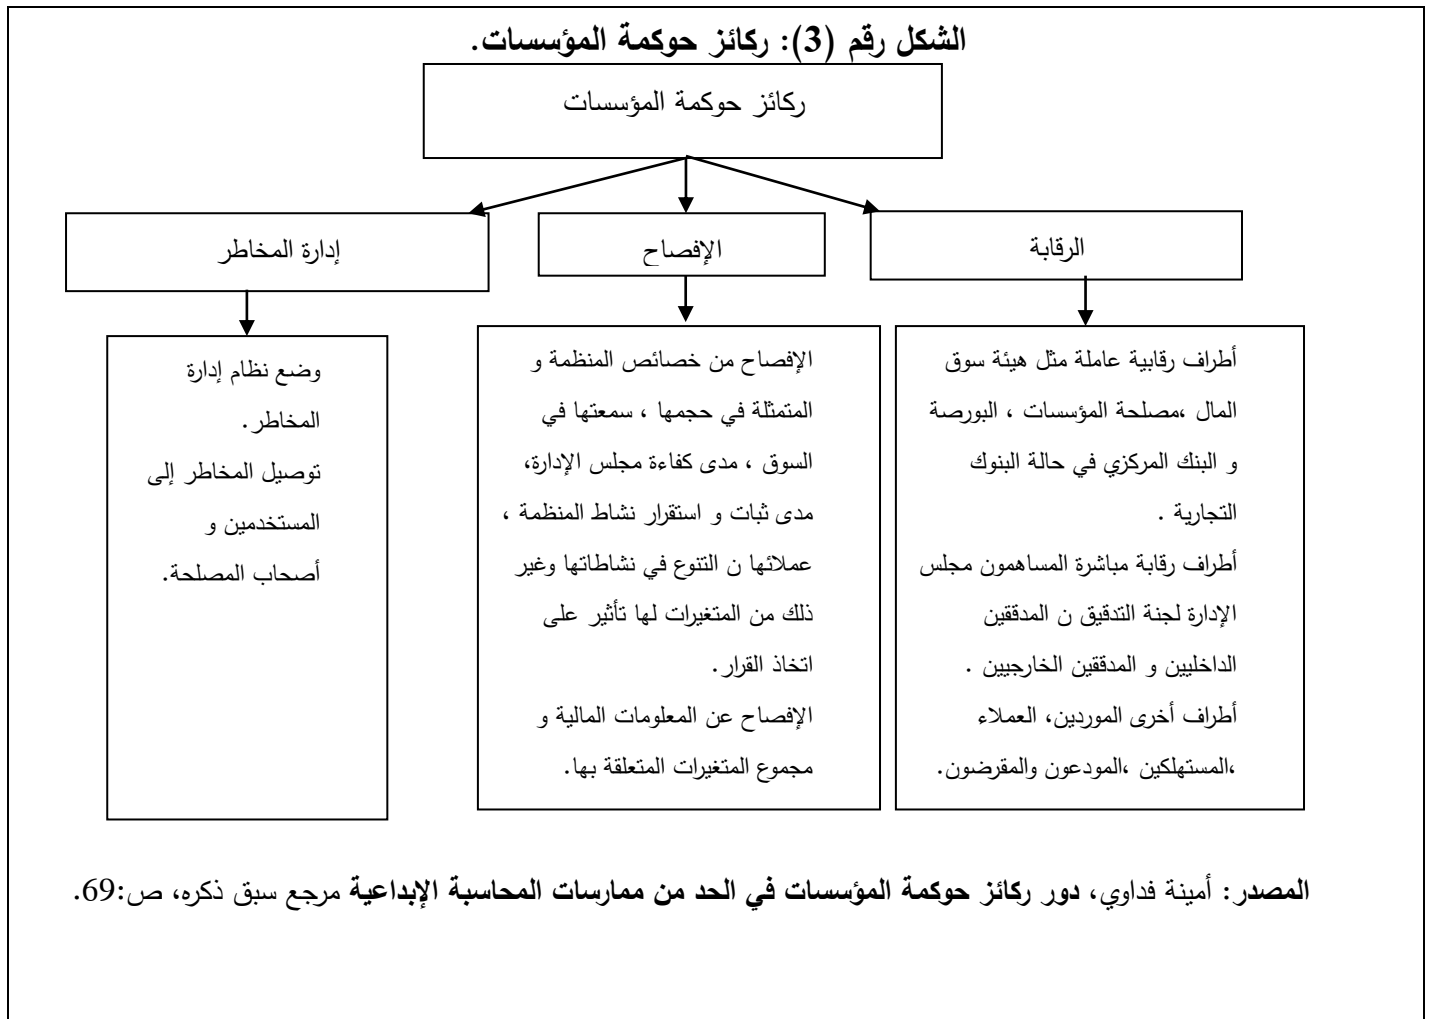 الشكل رقم (3): ركائز حوكمة المؤسسات.
ركائز حوكمة المؤسسات
الرقابة
الإفصاح
إدارة المخاطر
أطراف رقابية عاملة مثل هيئة سوق
المال ،مصلحة المؤسسات ، البورصة
و البنك المركزي في حالة البنوك
التجارية .
أطراف رقابة مباشرة المساهمون مجلس
الإدارة لجنة التدقيق ن المدققين
الداخليين و المدققين الخارجيين .
أطراف أخرى الموردين، العملاء
،المستهلكين ،المودعون والمقرضون.
الإفصاح من خصائص المنظمة و
المتمثلة في حجمها ، سمعتها في
السوق ، مدى كفاءة مجلس الإدارة،
مدى ثبات و استقرار نشاط المنظمة ،
عملائها ن التنوع في نشاطاتها وغير
ذلك من المتغيرات لها تأثير على
اتخاذ القرار.
الإفصاح عن المعلومات المالية و
مجموع المتغيرات المتعلقة بها.
وضع نظام إدارة
المخاطر.
توصيل المخاطر إلى
المستخدمين و
أصحاب المصلحة.
المصدر: أمينة فداوي، دور ركائز حوكمة المؤسسات في الحد من ممارسات المحاسبة الإبداعية مرجع سبق ذكره، ص:69.